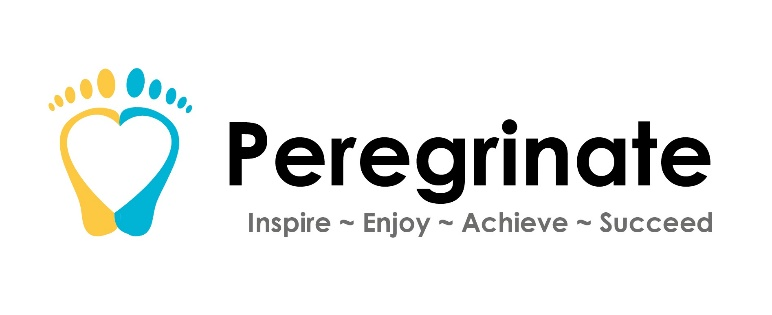 Peregrinate
Inspire ~ Enjoy ~ Achieve ~ Succeed